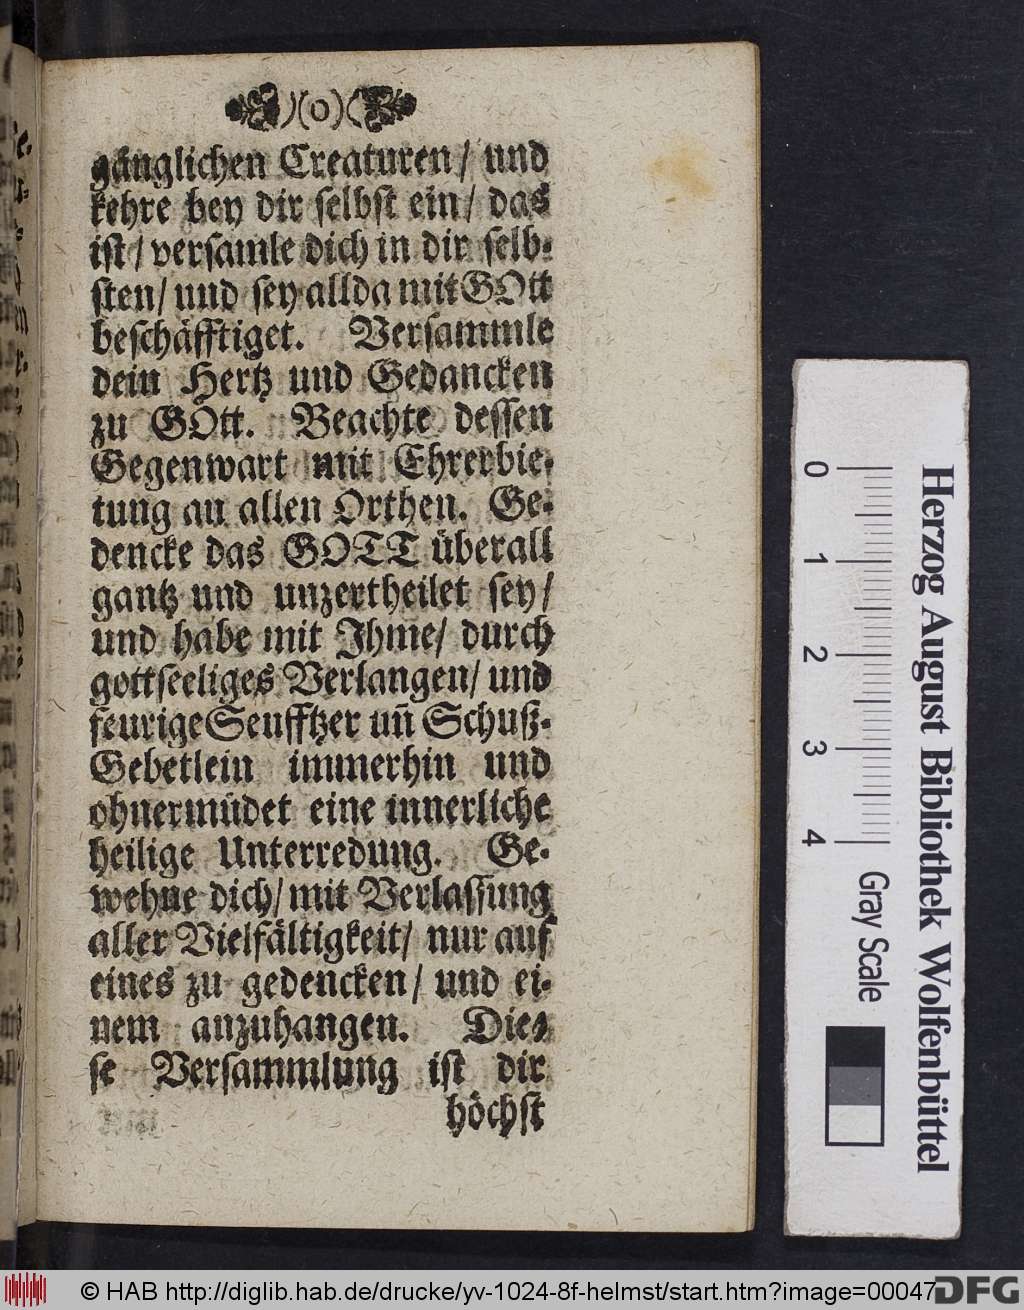 )(o)(
gänglichen Creaturen/ und
kehre bey dir selbst ein/ das
ist/ versamle dich in dir selb-
sten/ und sey allda mit GOtt
beschäfftiget. Versammle
dein Hertz und Gedancken
zu GOtt. Beachte dessen
Gegenwart mit Ehrerbie-
tung an allen Orthen. Ge-
dencke das GOTT überall
gantz und unzertheilet sey/
und habe mit Ihme/ durch
gottseeliges Verlangen/ und
feurige Seufftzer uñ Schuß-
Gebetlein immerhin und
ohnermüdet eine innerliche
heilige Unterredung. Ge-
wehne dich/ mit Verlassung
aller Vielfältigkeit/ nur auf
eines zu gedencken/ und ei-
nem anzuhangen. Die-
se Versammlung ist dir
höchst
0 1 2 3 4 Gray Scale
Herzog August Bibliothek Wolfenbüttel
© HAB http://diglib.hab.de/drucke/yv-1024-8f-helmst/start.htm?image=00047
DFG